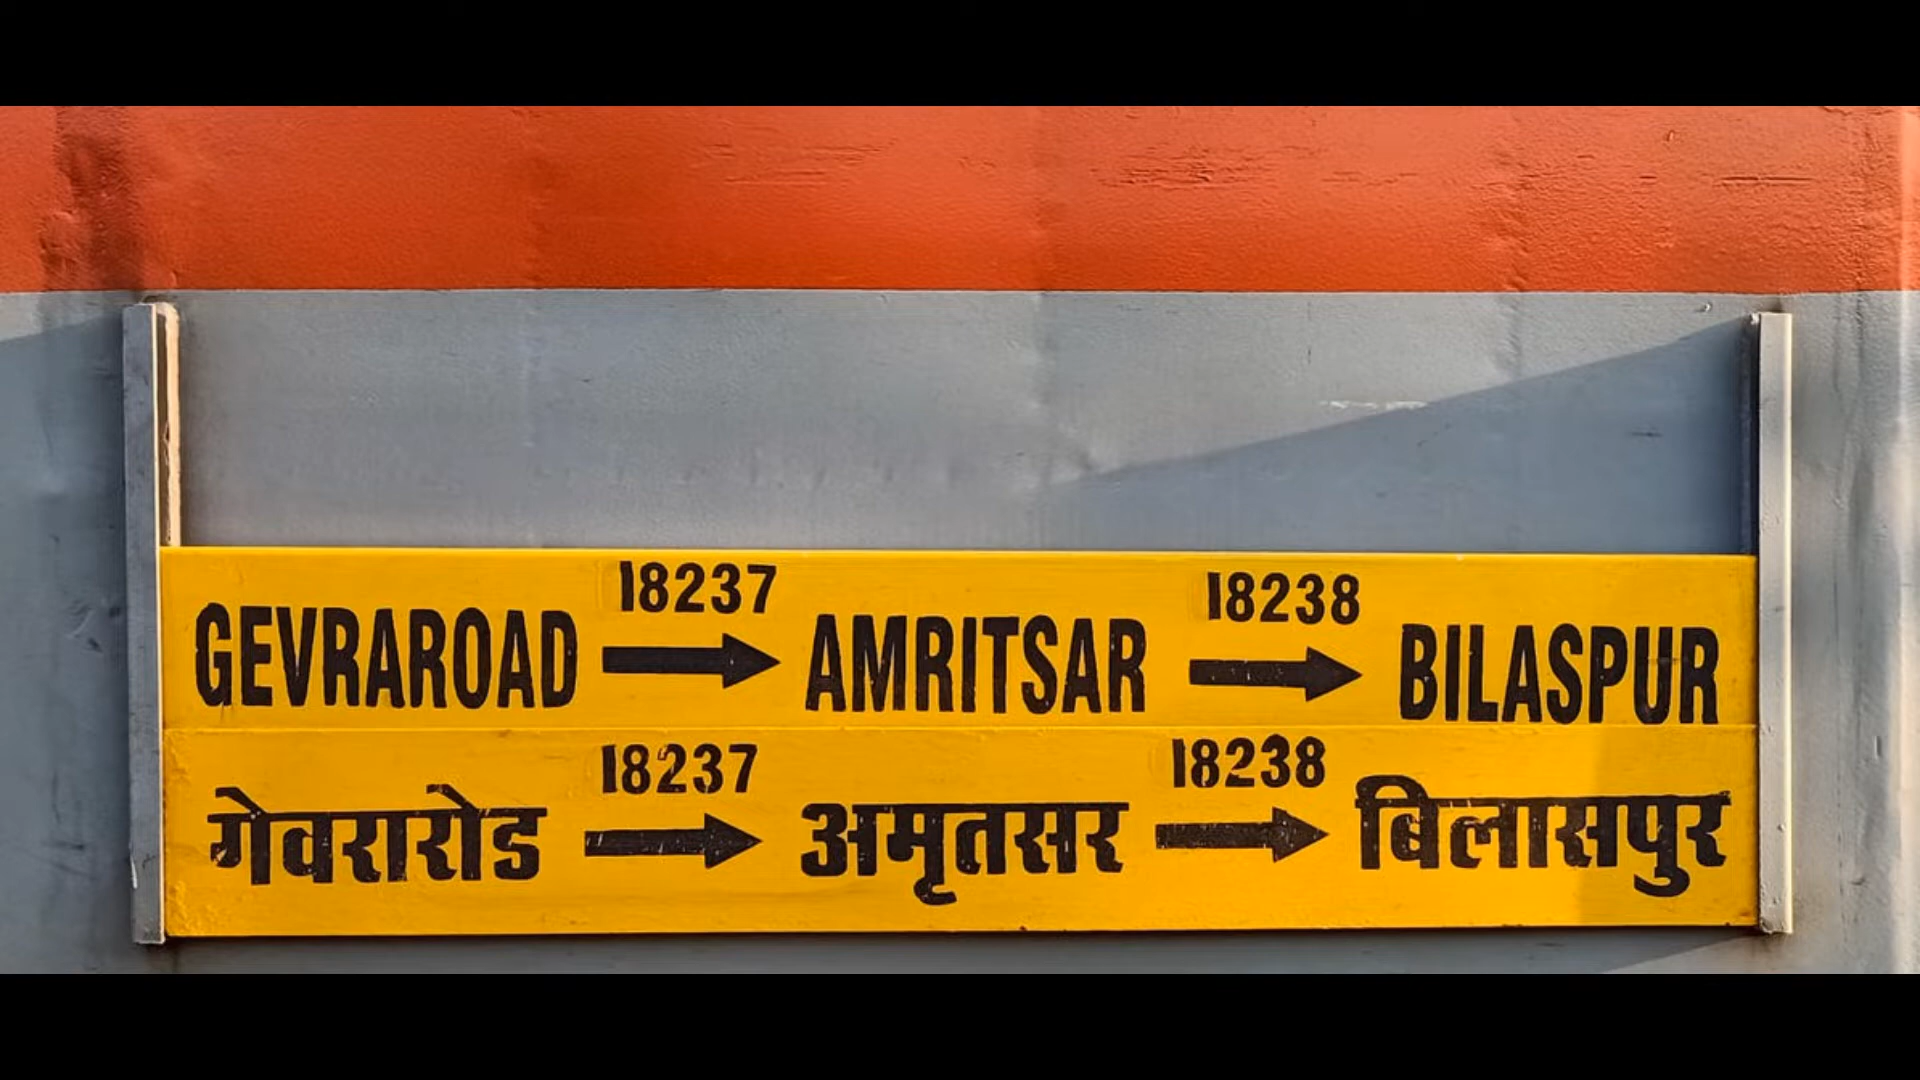 18237 18238
GEVRAROAD → AMRITSAR → BILASPUR
18237 18238
गेवरारोड → अमृतसर → बिलासपुर